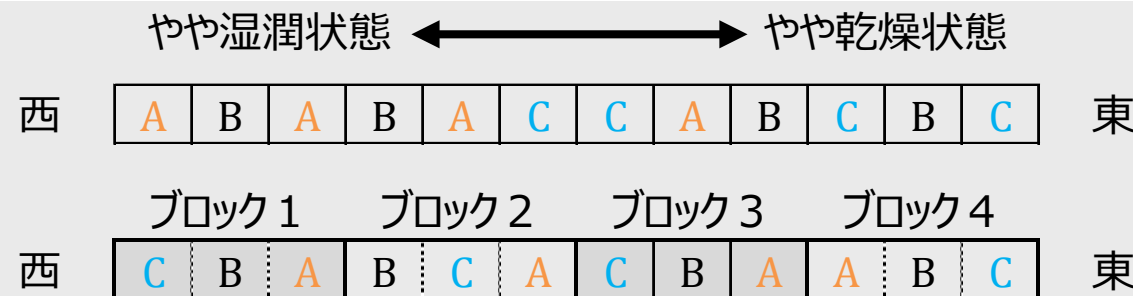 やや湿潤状態 やや乾燥状態
西 A B A B A C C A B C B C 東
ブロック1 ブロック2 ブロック3 ブロック4
西 C B A B C A C B A A B C 東